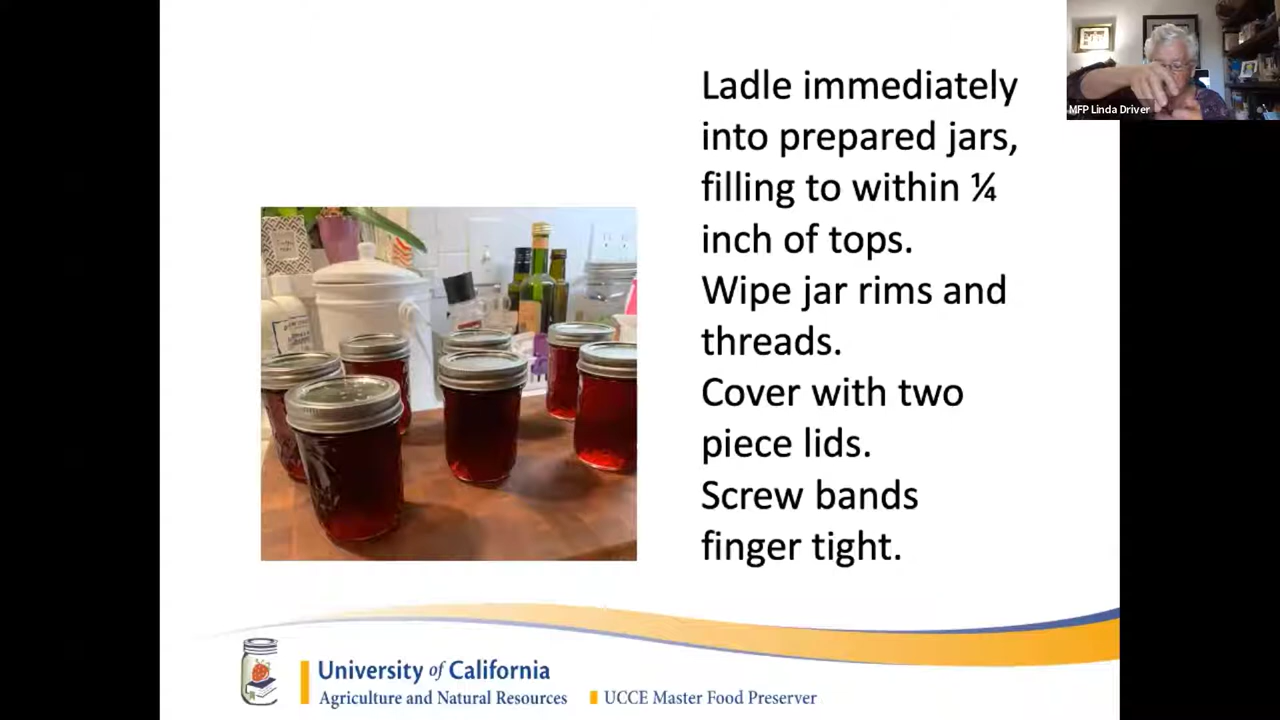 Ladle immediately
into prepared jars,
filling to within ¼
inch of tops.
Wipe jar rims and
threads.
Cover with two
piece lids.
Screw bands
finger tight.
MFP Linda Driver
University of California
Agriculture and Natural Resources
UCCE Master Food Preserver